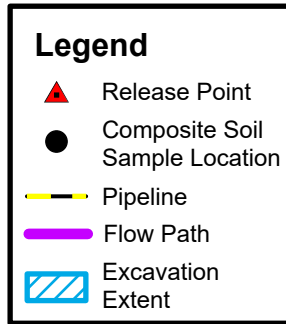 Legend
Release Point
Composite Soil
Sample Location
Pipeline
Flow Path
Excavation
Extent